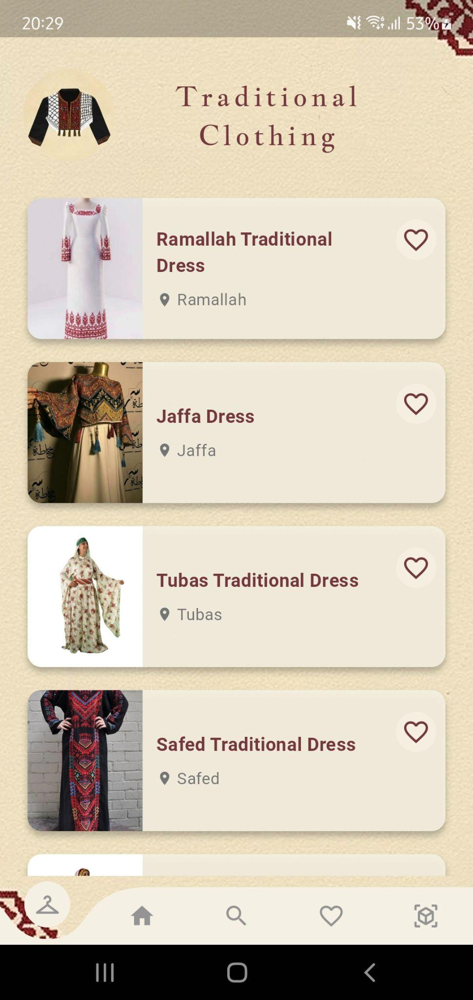 20:29
53%
Traditional
Clothing
Ramallah Traditional
Dress
Ramallah
Jaffa Dress
Jaffa
Tubas Traditional Dress
Tubas
Safed Traditional Dress
Safed